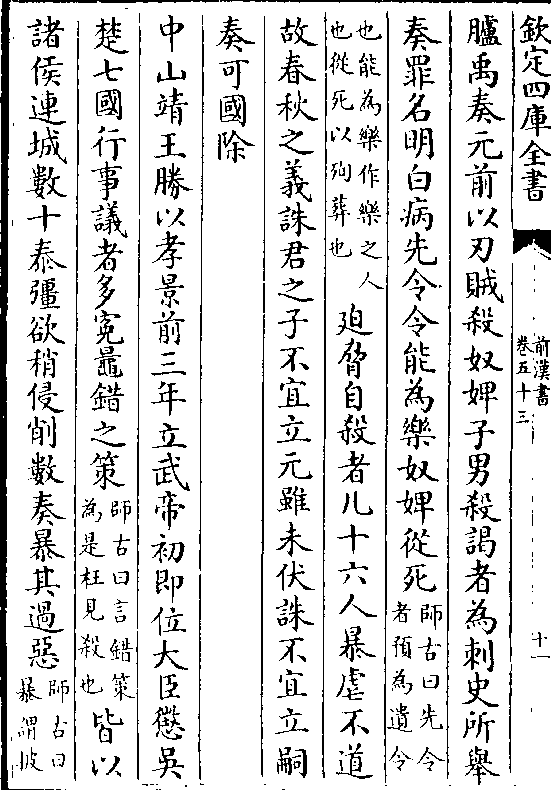 欽定四庫全書
前漢書
卷五十三
十一
臚禹奏元前以刃賊殺奴婢子男殺謁者為刺史所舉
奏罪名明白病先令令能為樂奴婢從死師古曰先令
者預為遺令
也能為樂作樂之人
也從死以殉葬也
迫脅自殺者凡十六人暴虐不道
故春秋之義誅君之子不宜立元雖未伏誅不宜立嗣
奏可國除
中山靖王勝以孝景前三年立武帝初即位大臣懲吳
楚七國行事議者多冤鼂錯之策師古曰言錯策
為是枉見殺也
皆以
諸侯連城數十泰彊欲稍侵削數奏暴其過惡師古曰
暴謂披